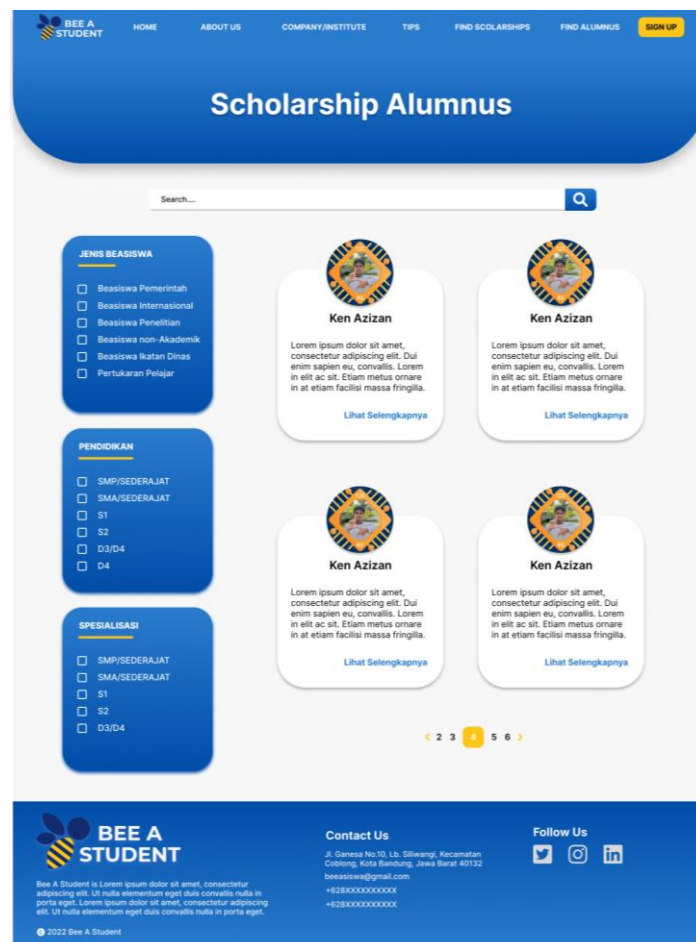 BEE A
STUDENT
HOME
ABOUT US
COMPANY/INSTITUTE
TIPS
FIND SCOLARSHIPS
FIND ALUMNUS
SIGN UP
Scholarship Alumnus
Search....
JENIS BEASISWA
Beasiswa Pemerintah
Beasiswa Internasional
Beasiswa Penelitian
Beasiswa non-Akademik
Beasiswa Ikatan Dinas
Pertukaran Pelajar
PENDIDIKAN
SMP/SEDERAJAT
SMA/SEDERAJAT
S1
S2
D3/D4
D4
SPESIALISASI
SMP/SEDERAJAT
SMA/SEDERAJAT
S1
S2
D3/D4
Ken Azizan
Lorem ipsum dolor sit amet,
consectetur adipiscing elit. Dui
enim sapien eu, convallis. Lorem
in elit ac sit. Etiam metus ornare
in at etiam facilisi massa fringilla.
Lihat Selengkapnya
Ken Azizan
Lorem ipsum dolor sit amet,
consectetur adipiscing elit. Dui
enim sapien eu, convallis. Lorem
in elit ac sit. Etiam metus ornare
in at etiam facilisi massa fringilla.
Lihat Selengkapnya
Ken Azizan
Lorem ipsum dolor sit amet,
consectetur adipiscing elit. Dui
enim sapien eu, convallis. Lorem
in elit ac sit. Etiam metus ornare
in at etiam facilisi massa fringilla.
Lihat Selengkapnya
Ken Azizan
Lorem ipsum dolor sit amet,
consectetur adipiscing elit. Dui
enim sapien eu, convallis. Lorem
in elit ac sit. Etiam metus ornare
in at etiam facilisi massa fringilla.
Lihat Selengkapnya
< 2 3 4 5 6 >
BEE A
STUDENT
Bee A Student is Lorem ipsum dolor sit amet, consectetur
adipiscing elit. Ut nulla elementum eget duis convallis nulla in
porta eget. Lorem ipsum dolor sit amet, consectetur adipiscing
elit. Ut nulla elementum eget duis convallis nulla in porta eget.
2022 Bee A Student
Contact Us
Jl. Ganesa No.10, Lb. Siliwangi, Kecamatan
Coblong, Kota Bandung, Jawa Barat 40132
beeasiswa@gmail.com
+628XXXXXXXXXX
+628XXXXXXXXXX
Follow Us